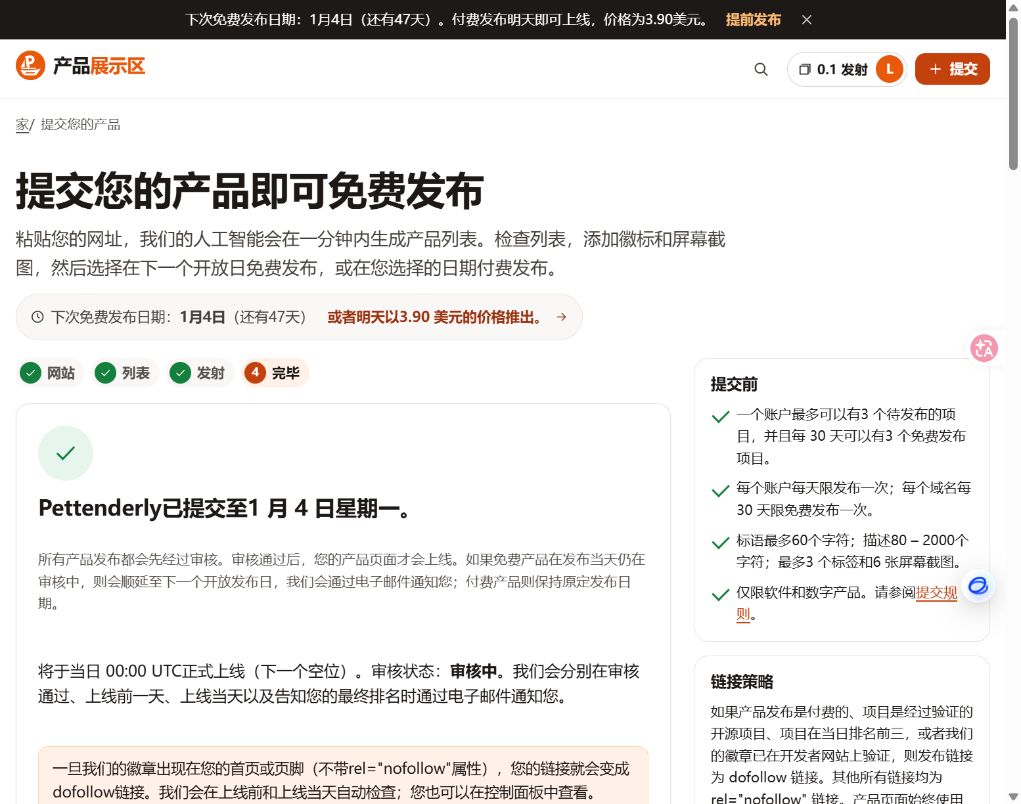 下次免费发布日期：1月4日（还有47天）。付费发布明天即可上线，价格为3.90美元。 提前发布
产品展示区
0.1 发射 L + 提交
家/ 提交您的产品
提交您的产品即可免费发布
粘贴您的网址，我们的人工智能会在一分钟内生成产品列表。检查列表，添加徽标和屏幕截
图，然后选择在下一个开放日免费发布，或在您选择的日期付费发布。
下次免费发布日期：1月4日（还有47天） 或者明天以3.90 美元的价格推出。 →
网站 列表 发射 4 完毕
Pettenderly已提交至1 月 4 日星期一。
所有产品发布都会先经过审核。审核通过后，您的产品页面才会上线。如果免费产品在发布当天仍在
审核中，则会顺延至下一个开放发布日，我们会通过电子邮件通知您；付费产品则保持原定发布日
期。
将于当日 00:00 UTC正式上线（下一个空位）。审核状态：审核中。我们会分别在审核
通过、上线前一天、上线当天以及告知您的最终排名时通过电子邮件通知您。
一旦我们的徽章出现在您的首页或页脚（不带rel="nofollow"属性），您的链接就会变成
dofollow链接。我们会在上线前和上线当天自动检查；您也可以在控制面板中查看。
提交前
一个账户最多可以有3 个待发布的项
目，并且每 30 天可以有3 个免费发布
项目。
每个账户每天限发布一次；每个域名每
30 天限免费发布一次。
标语最多60个字符；描述80 – 2000个
字符；最多3 个标签和6 张屏幕截图。
仅限软件和数字产品。请参阅提交规
则。
链接策略
如果产品发布是付费的、项目是经过验证的
开源项目、项目在当日排名前三，或者我们
的徽章已在开发者网站上验证，则发布链接
为 dofollow 链接。其他所有链接均为
rel="nofollow" 链接。产品页面始终使用